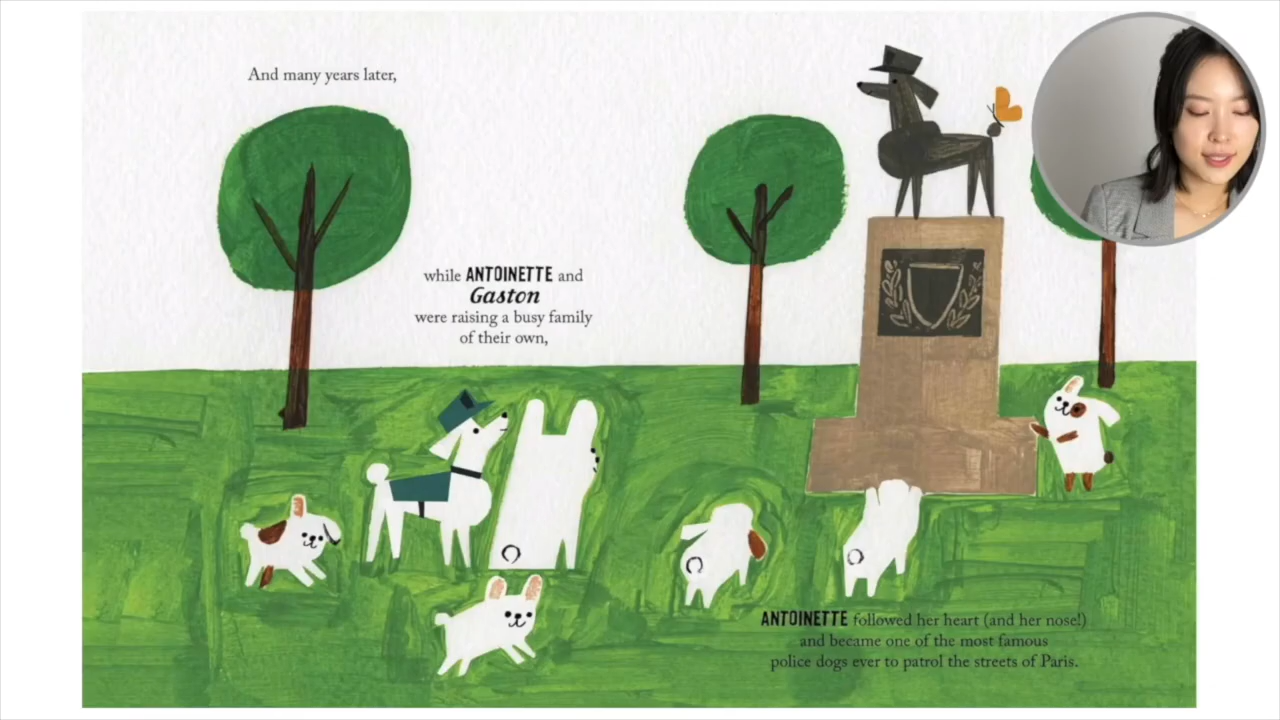 And many years later,
while ANTOINETTE and
Gaston
were raising a busy family
of their own,
ANTOINETTE followed her heart (and her nose!)
and became one of the most famous
police dogs ever to patrol the streets of Paris.